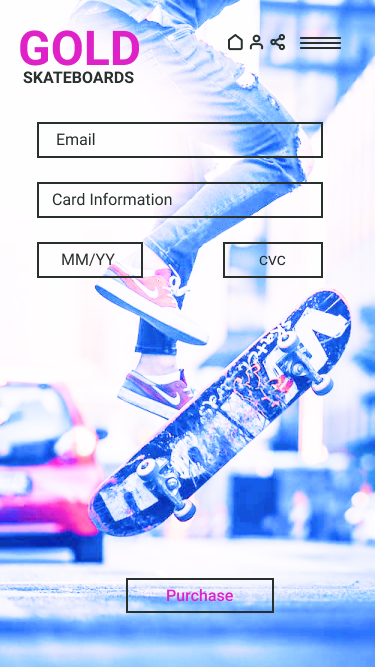 GOLD
SKATEBOARDS
Email
Card Information
MM/YY
CVC
Purchase